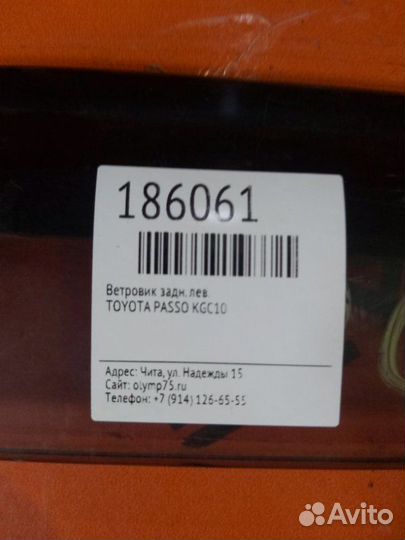 186061
Ветровик задн. лев.
TOYOTA PASSO KGC10
Адрес: Чита, ул. Надежды 15
Сайт: olymp75.ru
Телефон: +7 (914) 126-65-55
Avito